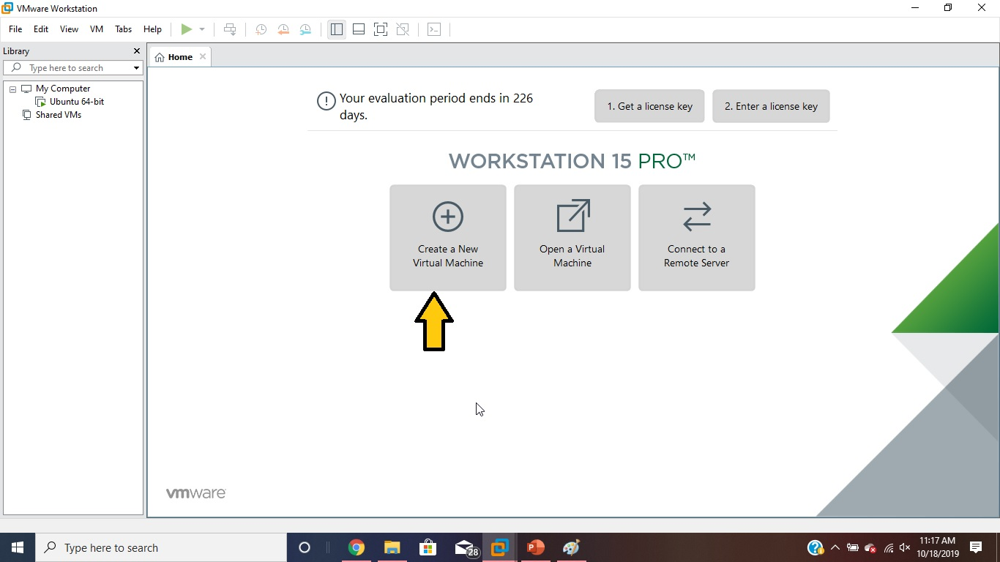 VMware Workstation
File Edit View VM Tabs Help
Library
Type here to search
My Computer
Ubuntu 64-bit
Shared VMs
Home
Your evaluation period ends in 226
days.
1. Get a license key
2. Enter a license key
WORKSTATION 15 PRO™
Create a New
Virtual Machine
Open a Virtual
Machine
Connect to a
Remote Server
vmware
Type here to search
28
11:17 AM
10/18/2019